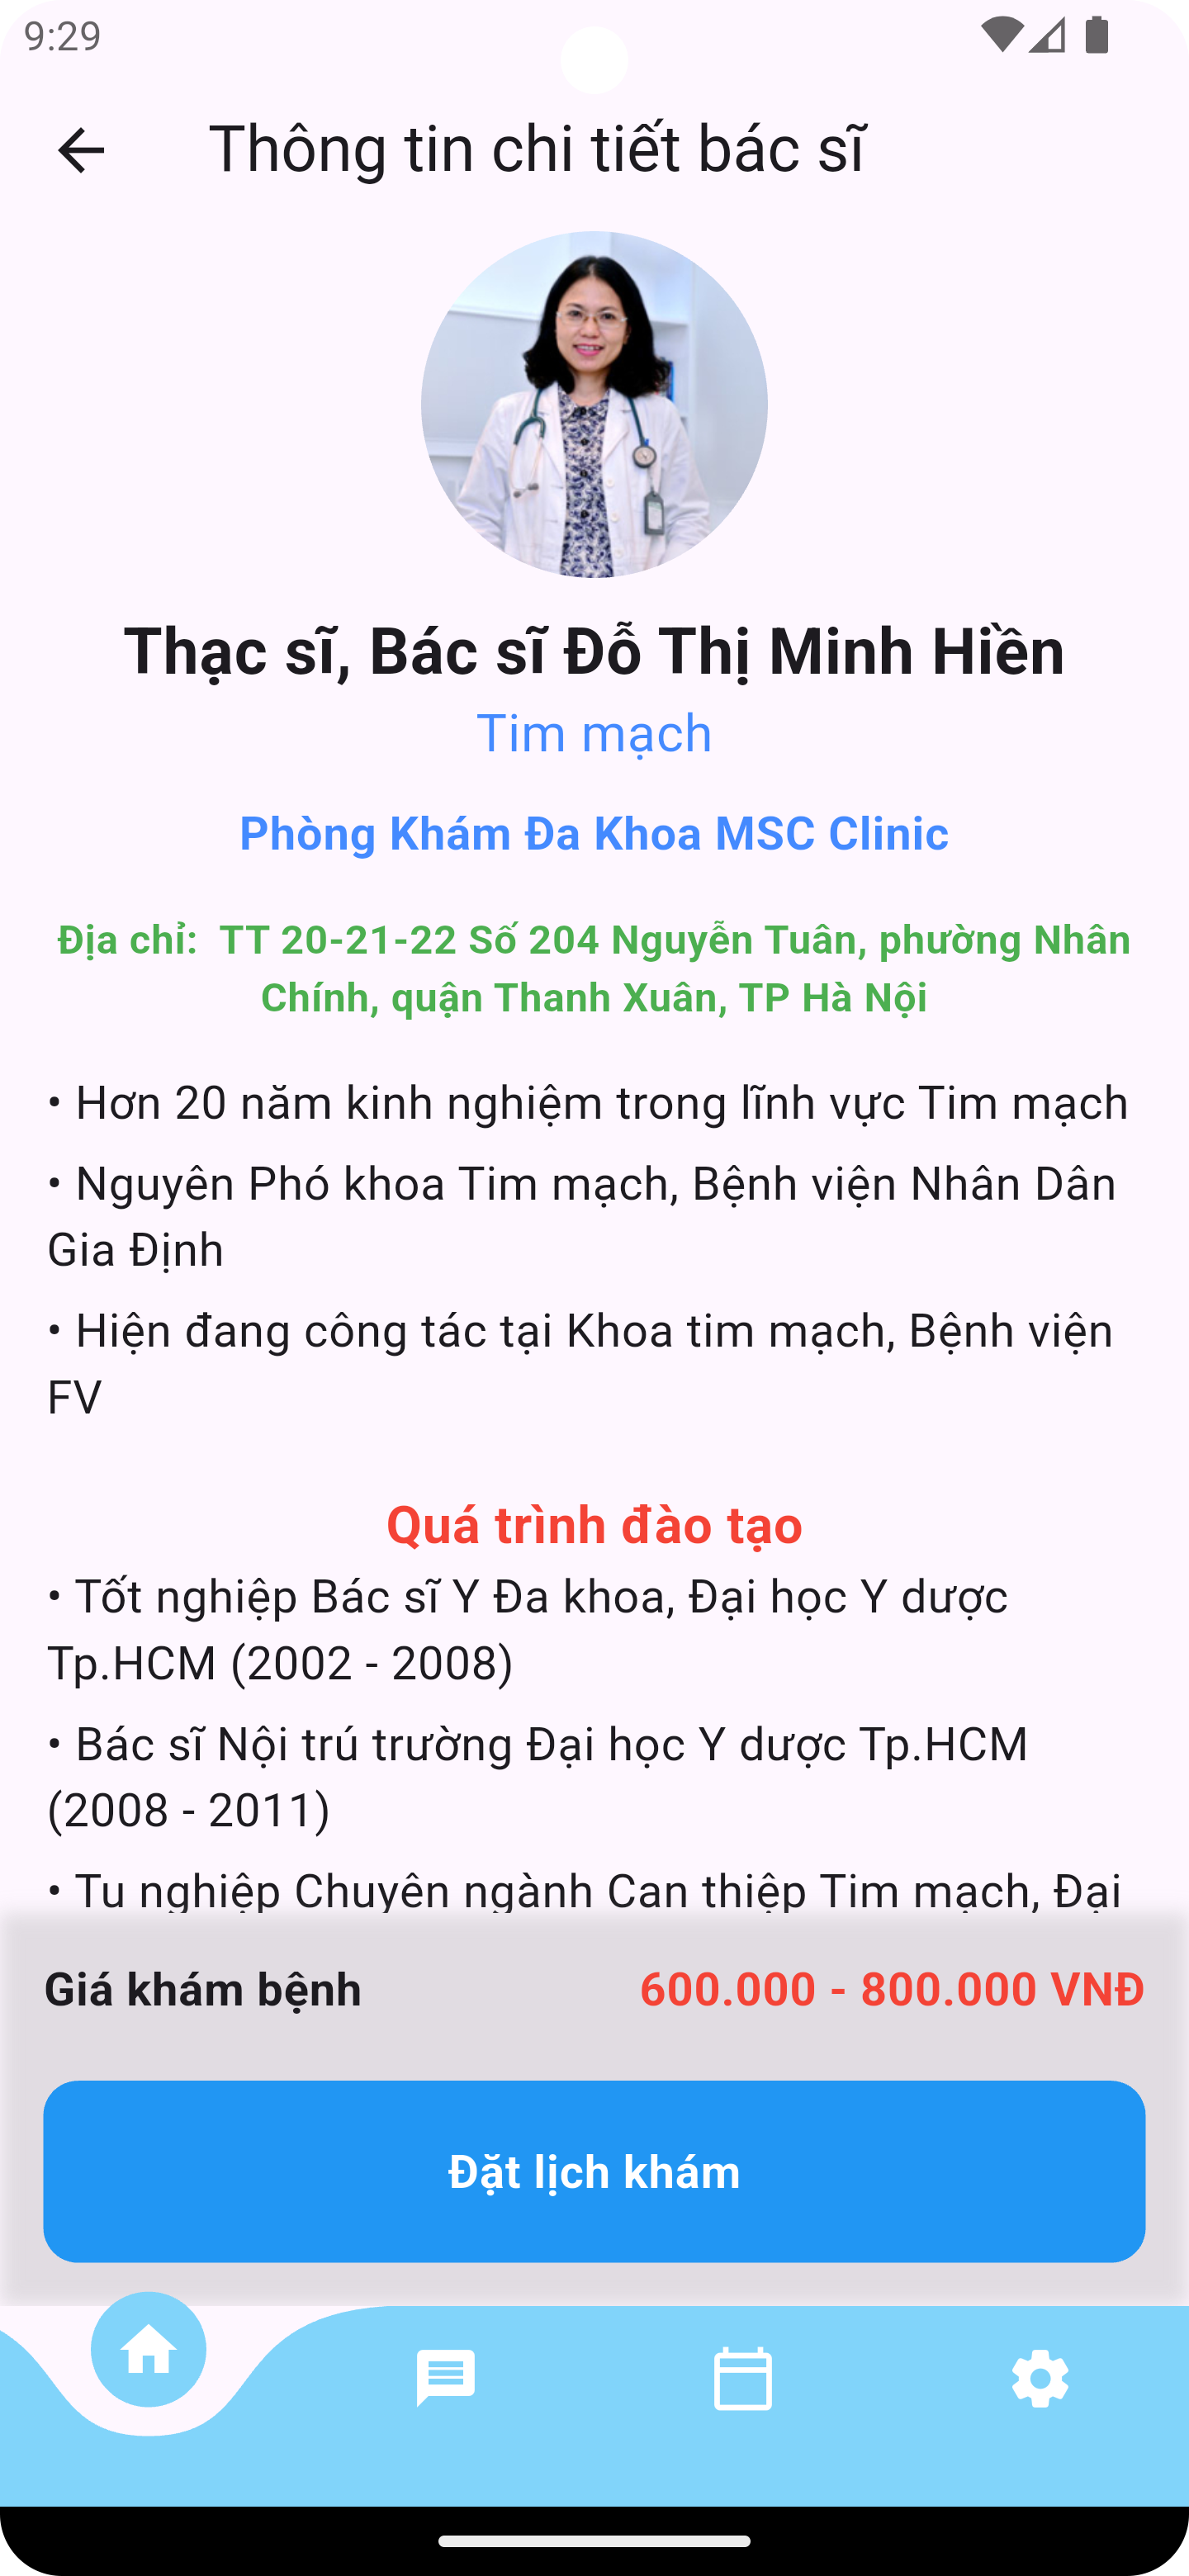 9:29
Thông tin chi tiết bác sĩ
Thạc sĩ, Bác sĩ Đỗ Thị Minh Hiền
Tim mạch
Phòng Khám Đa Khoa MSC Clinic
Địa chỉ: TT 20-21-22 Số 204 Nguyễn Tuân, phường Nhân
Chính, quận Thanh Xuân, TP Hà Nội
• Hơn 20 năm kinh nghiệm trong lĩnh vực Tim mạch
• Nguyên Phó khoa Tim mạch, Bệnh viện Nhân Dân
Gia Định
• Hiện đang công tác tại Khoa tim mạch, Bệnh viện
FV
Quá trình đào tạo
• Tốt nghiệp Bác sĩ Y Đa khoa, Đại học Y dược
Tp.HCM (2002 - 2008)
• Bác sĩ Nội trú trường Đại học Y dược Tp.HCM
(2008 - 2011)
• Tu nghiệp Chuyên ngành Can thiệp Tim mạch, Đại
Giá khám bệnh
600.000 - 800.000 VNĐ
Đặt lịch khám